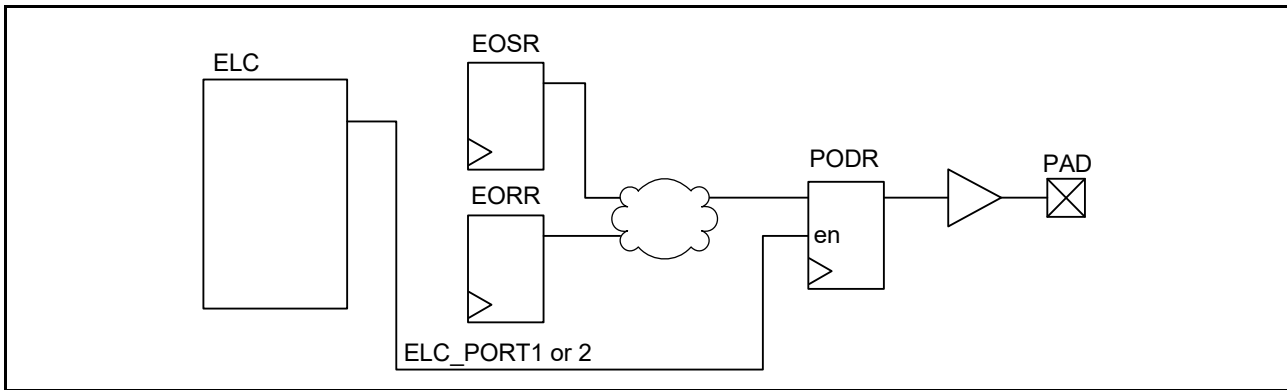 ELC
EOSR
EORR
PODR
en
PAD
ELC_PORT1 or 2